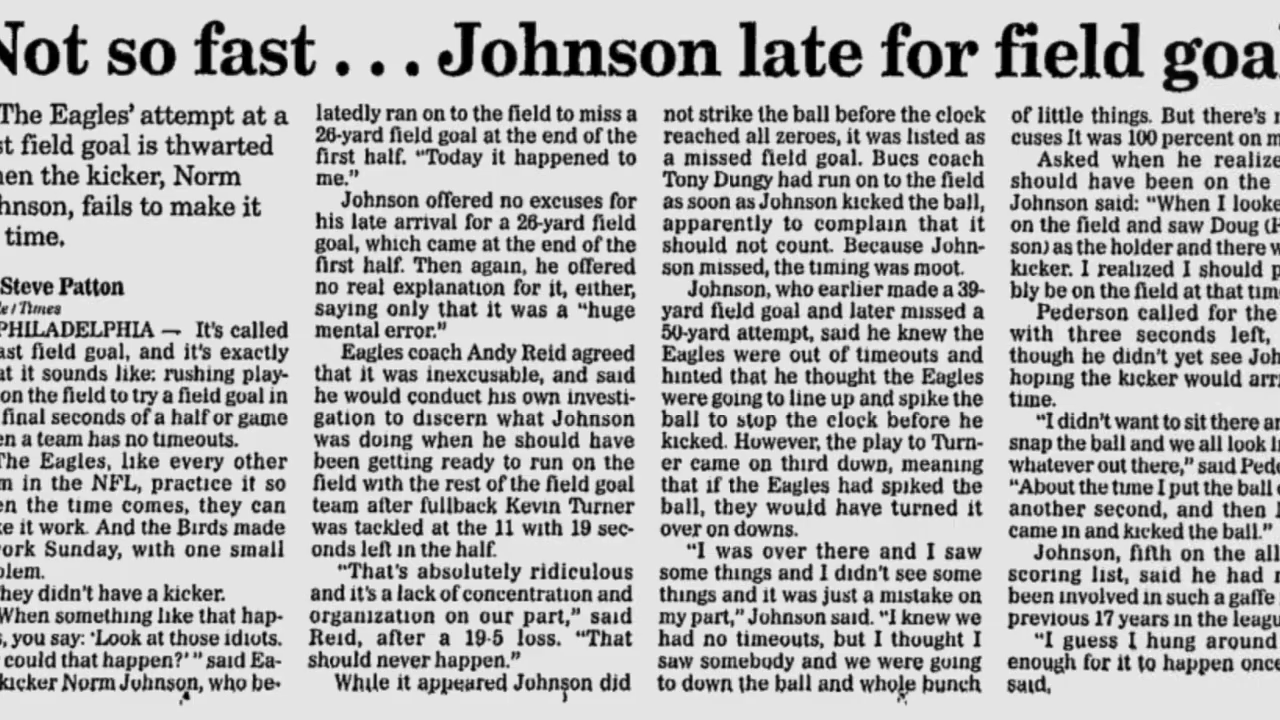 Not so fast . . . Johnson late for field goal
The Eagles' attempt at a
st field goal is thwarted
hen the kicker, Norm
hnson, fails to make it
time.
Steve Patton
le / Times
PHILADELPHIA — It's called
ast field goal, and it's exactly
at it sounds like: rushing play-
on the field to try a field goal in
final seconds of a half or game
en a team has no timeouts.
The Eagles, like every other
m in the NFL, practice it so
en the time comes, they can
ke it work. And the Birds made
ork Sunday, with one small
blem.
hey didn't have a kicker.
When something like that hap-
s, you say: 'Look at those idiots.
could that happen?' " said Ea-
kicker Norm Johnson, who be-
latedly ran on to the field to miss a
26-yard field goal at the end of the
first half. "Today it happened to
me."
Johnson offered no excuses for
his late arrival for a 26-yard field
goal, which came at the end of the
first half. Then again, he offered
no real explanation for it, either,
saying only that it was a "huge
mental error."
Eagles coach Andy Reid agreed
that it was inexcusable, and said
he would conduct his own investi-
gation to discern what Johnson
was doing when he should have
been getting ready to run on the
field with the rest of the field goal
team after fullback Kevin Turner
was tackled at the 11 with 19 sec-
onds left in the half.
"That's absolutely ridiculous
and it's a lack of concentration and
organization on our part," said
Reid, after a 19-5 loss. "That
should never happen."
While it appeared Johnson did
not strike the ball before the clock
reached all zeroes, it was listed as
a missed field goal. Bucs coach
Tony Dungy had run on to the field
as soon as Johnson kicked the ball,
apparently to complain that it
should not count. Because John-
son missed, the timing was moot.
Johnson, who earlier made a 39-
yard field goal and later missed a
50-yard attempt, said he knew the
Eagles were out of timeouts and
hinted that he thought the Eagles
were going to line up and spike the
ball to stop the clock before he
kicked. However, the play to Turn-
er came on third down, meaning
that if the Eagles had spiked the
ball, they would have turned it
over on downs.
"I was over there and I saw
some things and I didn't see some
things and it was just a mistake on
my part," Johnson said. "I knew we
had no timeouts, but I thought I
saw somebody and we were going
to down the ball and whole bunch
of little things. But there's
cuses It was 100 percent on m
Asked when he realize
should have been on the
Johnson said: "When I looke
on the field and saw Doug (P
son) as the holder and there w
kicker. I realized I should p
bly be on the field at that tim
Pederson called for the
with three seconds left,
though he didn't yet see Joh
hoping the kicker would arri
time.
"I didn't want to sit there an
snap the ball and we all look li
whatever out there," said Pede
"About the time I put the ball
another second, and then
came in and kicked the ball."
Johnson, fifth on the all
scoring list, said he had
been involved in such a gaffe
previous 17 years in the leagu
"I guess I hung around
enough for it to happen once
said.